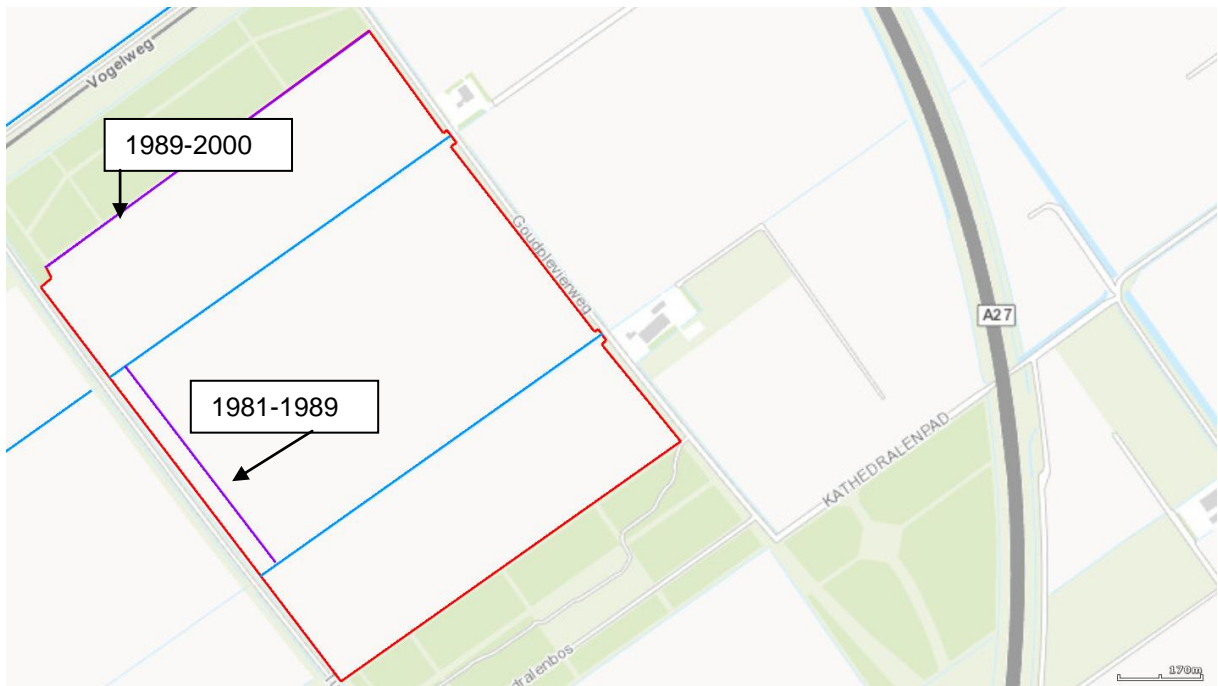 Vogelweg
1989-2000
Goudplevierweg
A27
1981-1989
KATHEDRALENPAD
dralenbos
170m